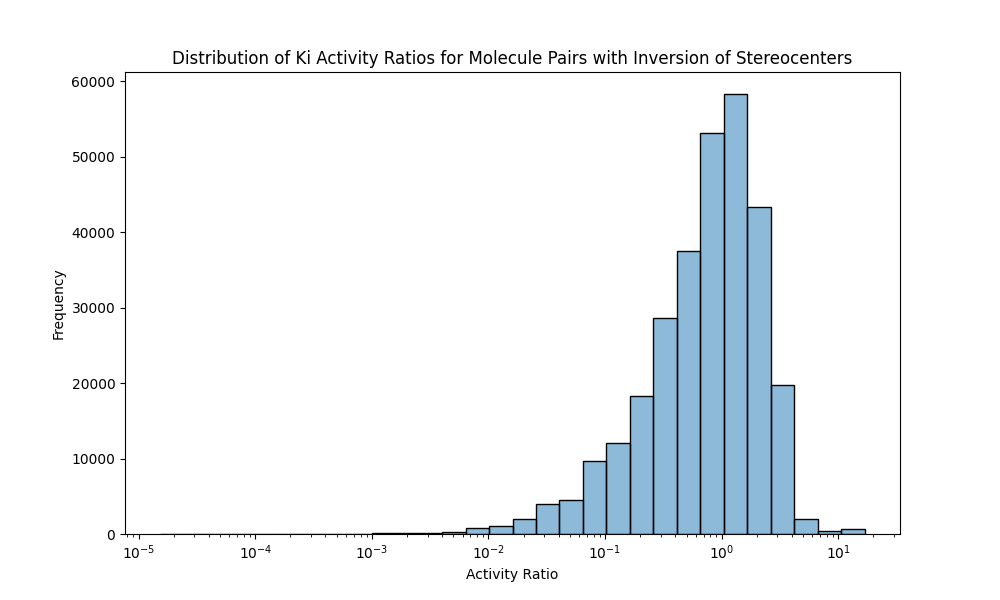 Distribution of Ki Activity Ratios for Molecule Pairs with Inversion of Stereocenters
60000
50000
40000
30000
20000
10000
0
Frequency
10⁻⁵ 10⁻⁴ 10⁻³ 10⁻² 10⁻¹ 10⁰ 10¹
Activity Ratio